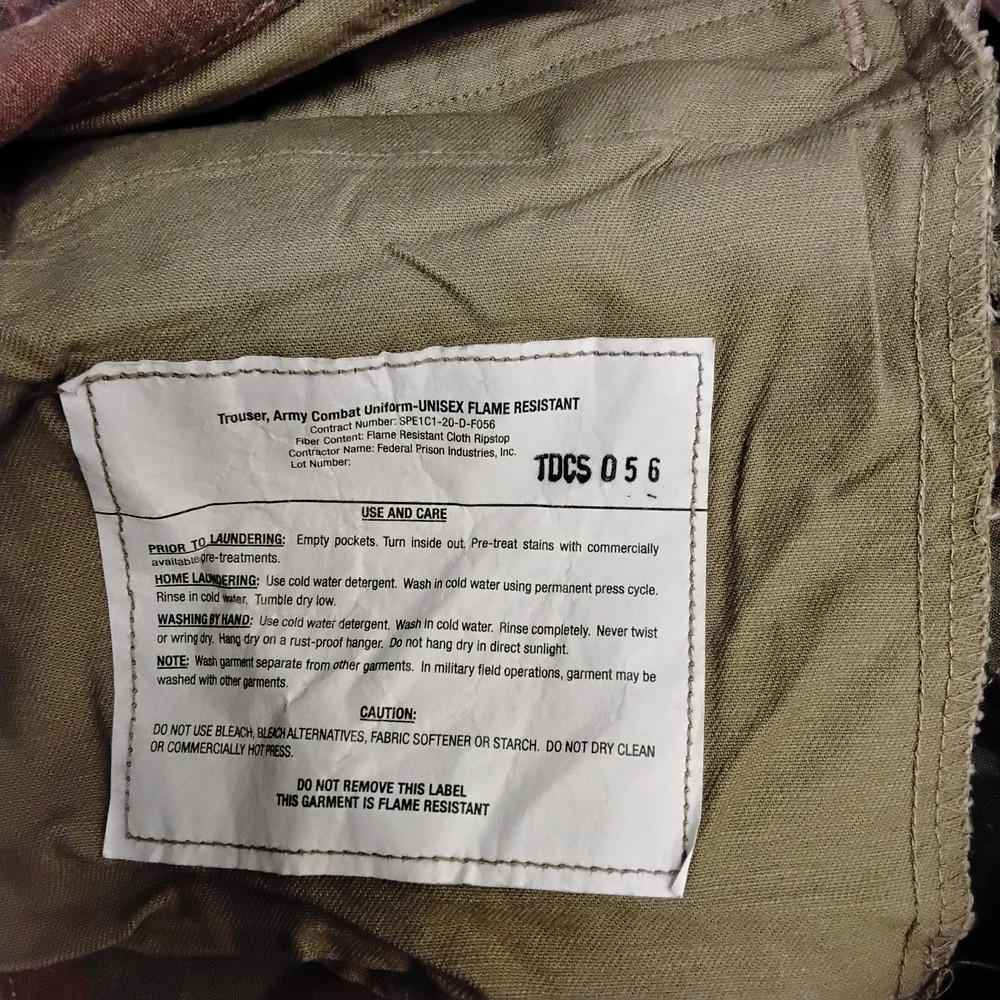 Trouser, Army Combat Uniform-UNISEX FLAME RESISTANT
Contract Number: SPE1C1-20-D-F056
Fiber Content: Flame Resistant Cloth Ripstop
Contractor Name: Federal Prison Industries, Inc.
Lot Number:
TDCS 056
USE AND CARE
PRIOR TO LAUNDERING: Empty pockets. Turn inside out. Pre-treat stains with commercially
available pre-treatments.
HOME LAUNDERING: Use cold water detergent. Wash in cold water using permanent press cycle.
Rinse in cold water. Tumble dry low.
WASHING BY HAND: Use cold water detergent. Wash in cold water. Rinse completely. Never twist
or wring dry. Hang dry on a rust-proof hanger. Do not hang dry in direct sunlight.
NOTE: Wash garment separate from other garments. In military field operations, garment may be
washed with other garments.
CAUTION:
DO NOT USE BLEACH, BLEACH ALTERNATIVES, FABRIC SOFTENER OR STARCH. DO NOT DRY CLEAN
OR COMMERCIALLY HOT PRESS.
DO NOT REMOVE THIS LABEL
THIS GARMENT IS FLAME RESISTANT